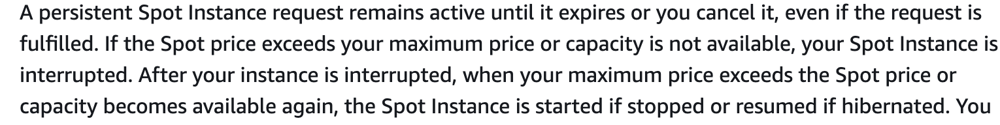 A persistent Spot Instance request remains active until it expires or you cancel it, even if the request is
fulfilled. If the Spot price exceeds your maximum price or capacity is not available, your Spot Instance is
interrupted. After your instance is interrupted, when your maximum price exceeds the Spot price or
capacity becomes available again, the Spot Instance is started if stopped or resumed if hibernated. You